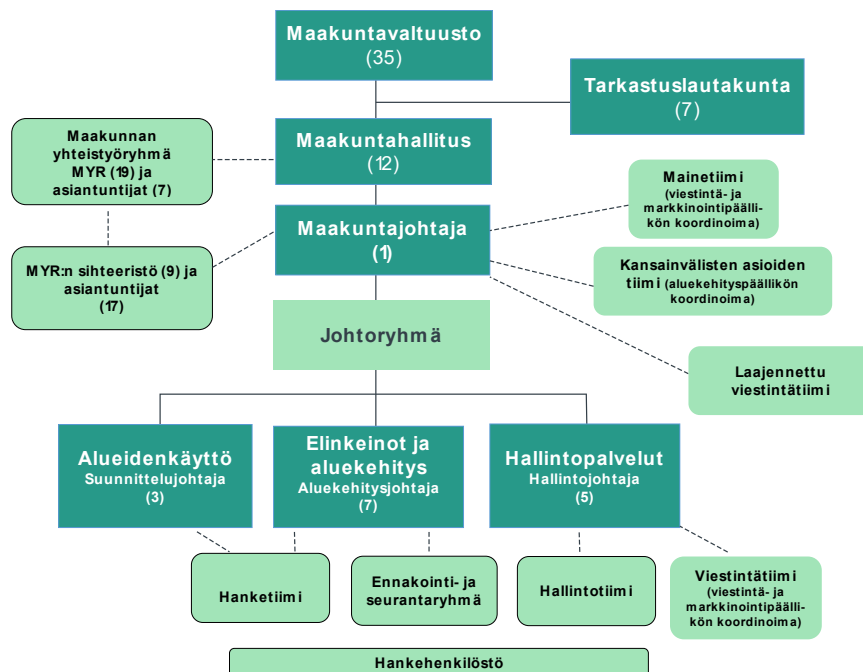 Maakuntavaltuusto
(35)
Tarkastuslautakunta
(7)
Maakunnan
yhteistyöryhmä
MYR (19) ja
asiantuntijat (7)
Maakuntahallitus
(12)
Mainetiimi
(viestintä- ja
markkinointipäälli-
kön koordinoima)
Maakuntajohtaja
(1)
MYR:n sihteeristö (9) ja
asiantuntijat
(17)
Kansainvälisten asioiden
tiimi (aluekehityspäällikön
koordinoima)
Johtoryhmä
Laajennettu
viestintätiimi
Alueidenkäyttö
Suunnittelujohtaja
(3)
Elinkeinot ja
aluekehitys
Aluekehitysjohtaja
(7)
Hallintopalvelut
Hallintojohtaja
(5)
Hanketiimi
Ennakointi- ja
seurantaryhmä
Hallintotiimi
Viestintätiimi
(viestintä- ja
markkinointipäälli-
kön koordinoima)
Hankehenkilöstö